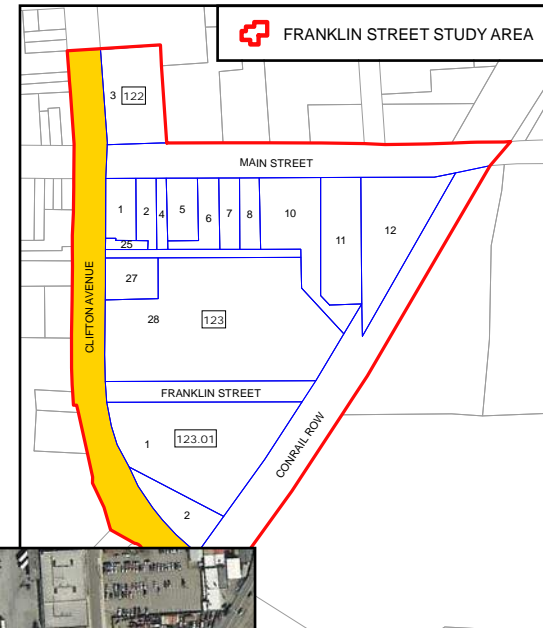 FRANKLIN STREET STUDY AREA
3 122
MAIN STREET
1 2 4 5 6 7 8 10 11 12
25
27
28 123
CLIFTON AVENUE
FRANKLIN STREET
1 123.01
CONRAIL ROW
2